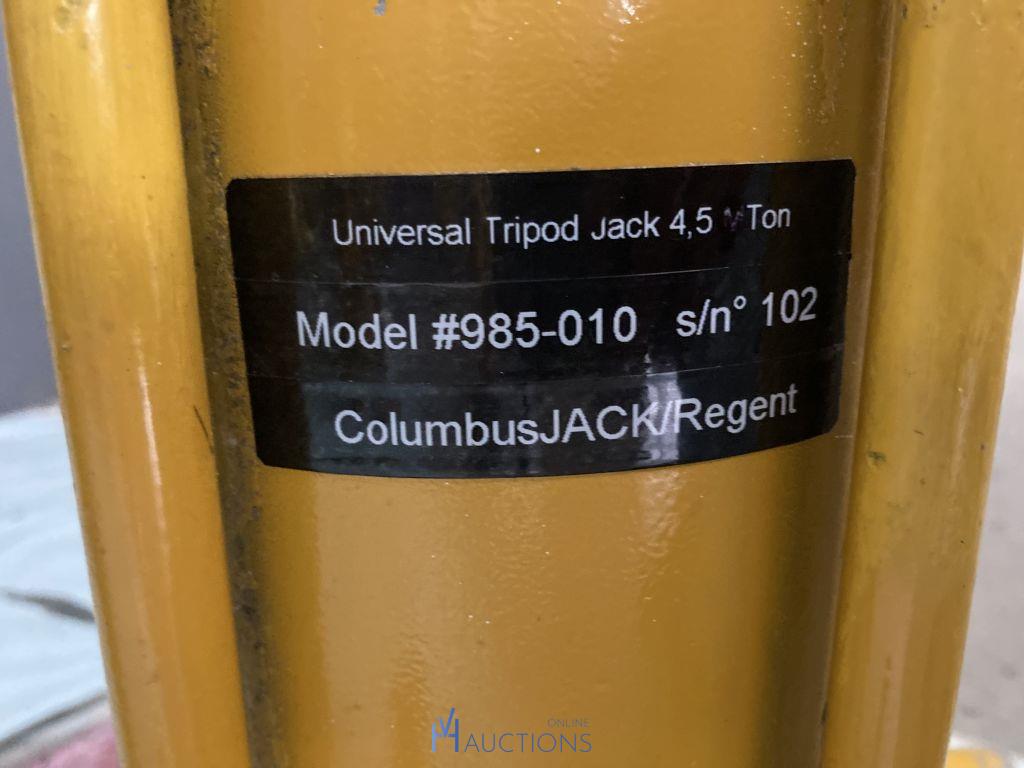 Universal Tripod Jack 4,5 Ton
Model #985-010 s/n° 102
ColumbusJACK/Regent
ONLINE
AUCTIONS